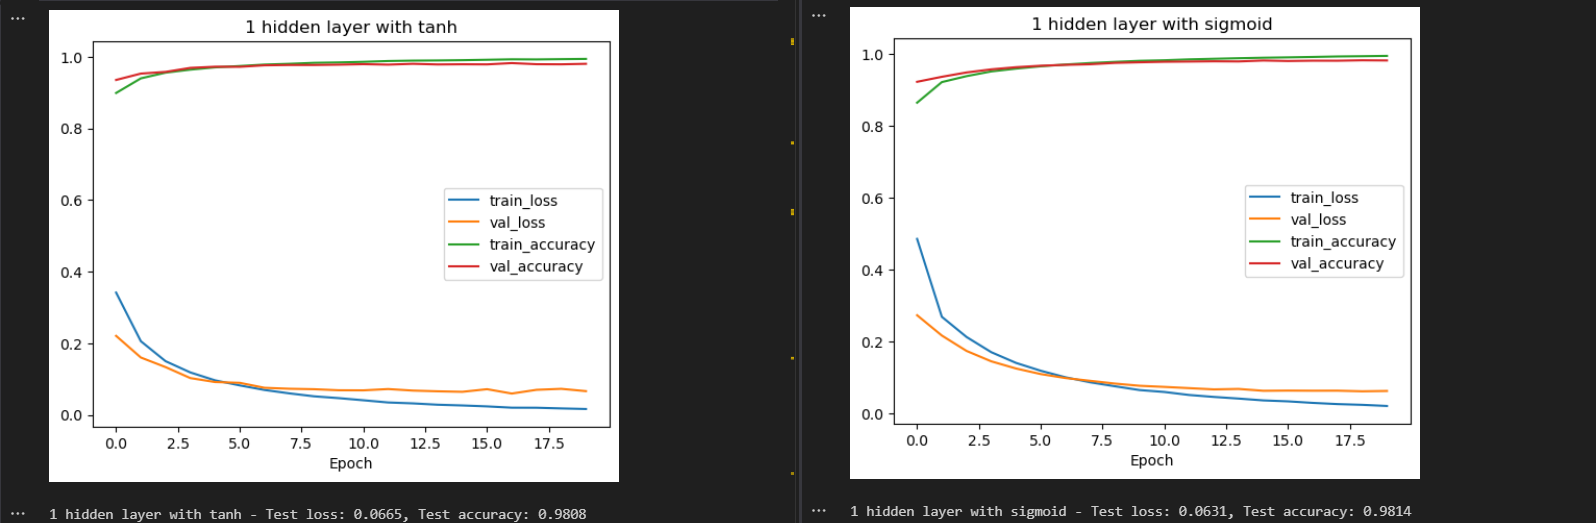 ...
1 hidden layer with tanh
1.0
0.8
0.6
0.4
0.2
0.0
train_loss
val_loss
train_accuracy
val_accuracy
0.0 2.5 5.0 7.5 10.0 12.5 15.0 17.5
Epoch
...
1 hidden layer with tanh - Test loss: 0.0665, Test accuracy: 0.9808
...
1 hidden layer with sigmoid
1.0
0.8
0.6
0.4
0.2
0.0
train_loss
val_loss
train_accuracy
val_accuracy
0.0 2.5 5.0 7.5 10.0 12.5 15.0 17.5
Epoch
...
1 hidden layer with sigmoid - Test loss: 0.0631, Test accuracy: 0.9814